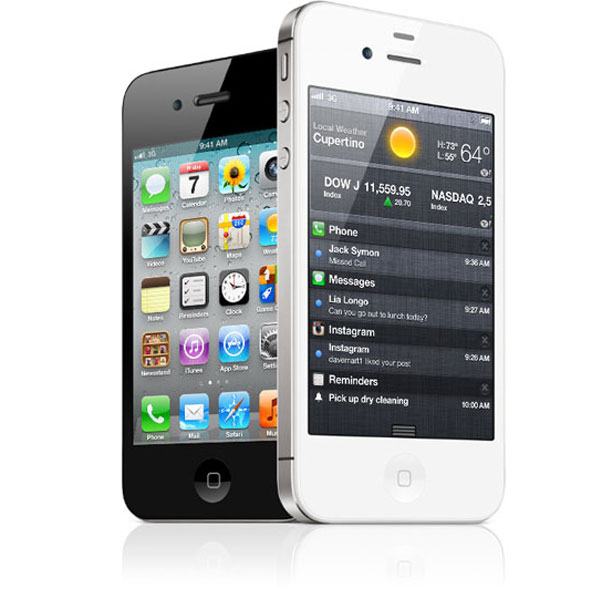 3G
9:41 AM
7
Messages
Calendar
Photos
Videos
YouTube
Maps
Notes
Reminders
Clock
Newsstand
iTunes
App Store
Phone
Mail
Safari
3G
9:41 AM
Local Weather
Cupertino
H:73°
L:55°
64°
DOW J 11,559.95
Index
29.70
NASDAQ 2,5
Index
Phone
Jack Symon
Missed Call
9:36 AM
Messages
Lia Longo
Can you go out to lunch today?
9:27 AM
Instagram
Instagram
davemart1 liked your post
9:26 AM
Reminders
Pick up dry cleaning
10:00 AM